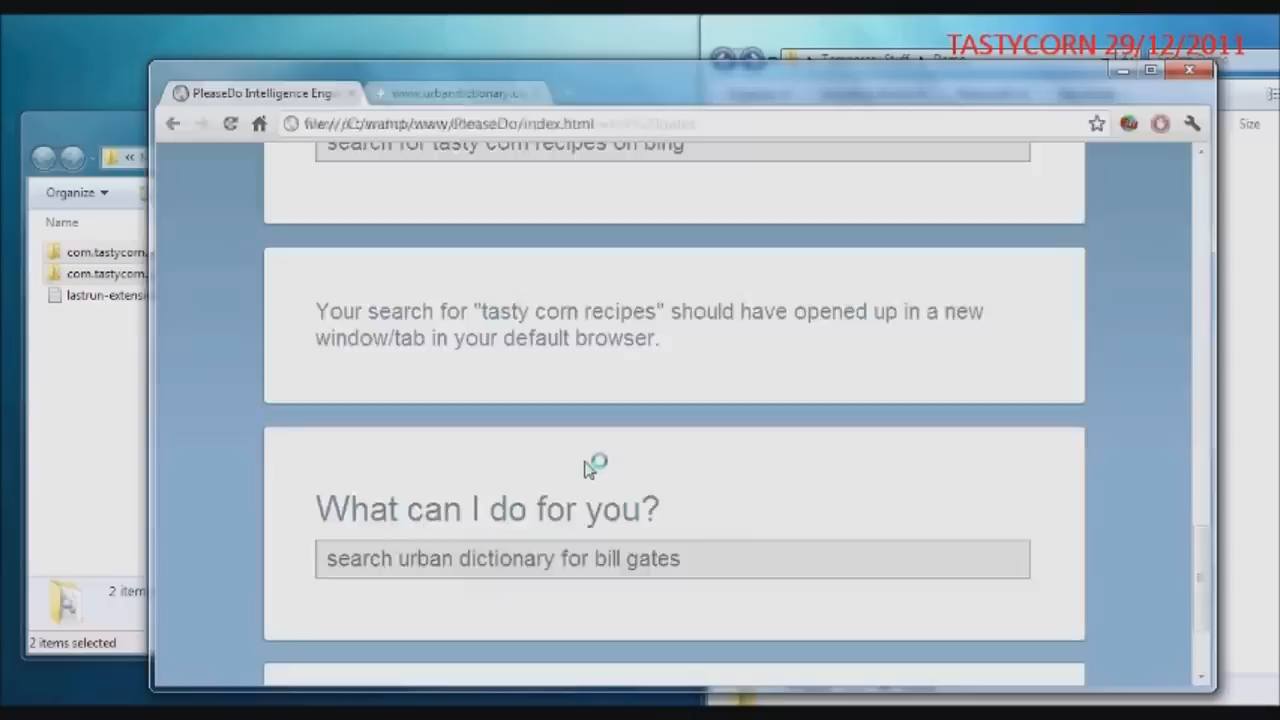 TASTYCORN 29/12/2011
PleaseDo Intelligence Eng
www.urbandictionary.c
file:///C:/wamp/www/PleaseDo/index.html
Size
Organize
Name
com.tastycorn.
com.tastycorn.
lastrun-extensi
search for tasty corn recipes on bing
Your search for "tasty corn recipes" should have opened up in a new
window/tab in your default browser.
What can I do for you?
search urban dictionary for bill gates
2 item
2 items selected